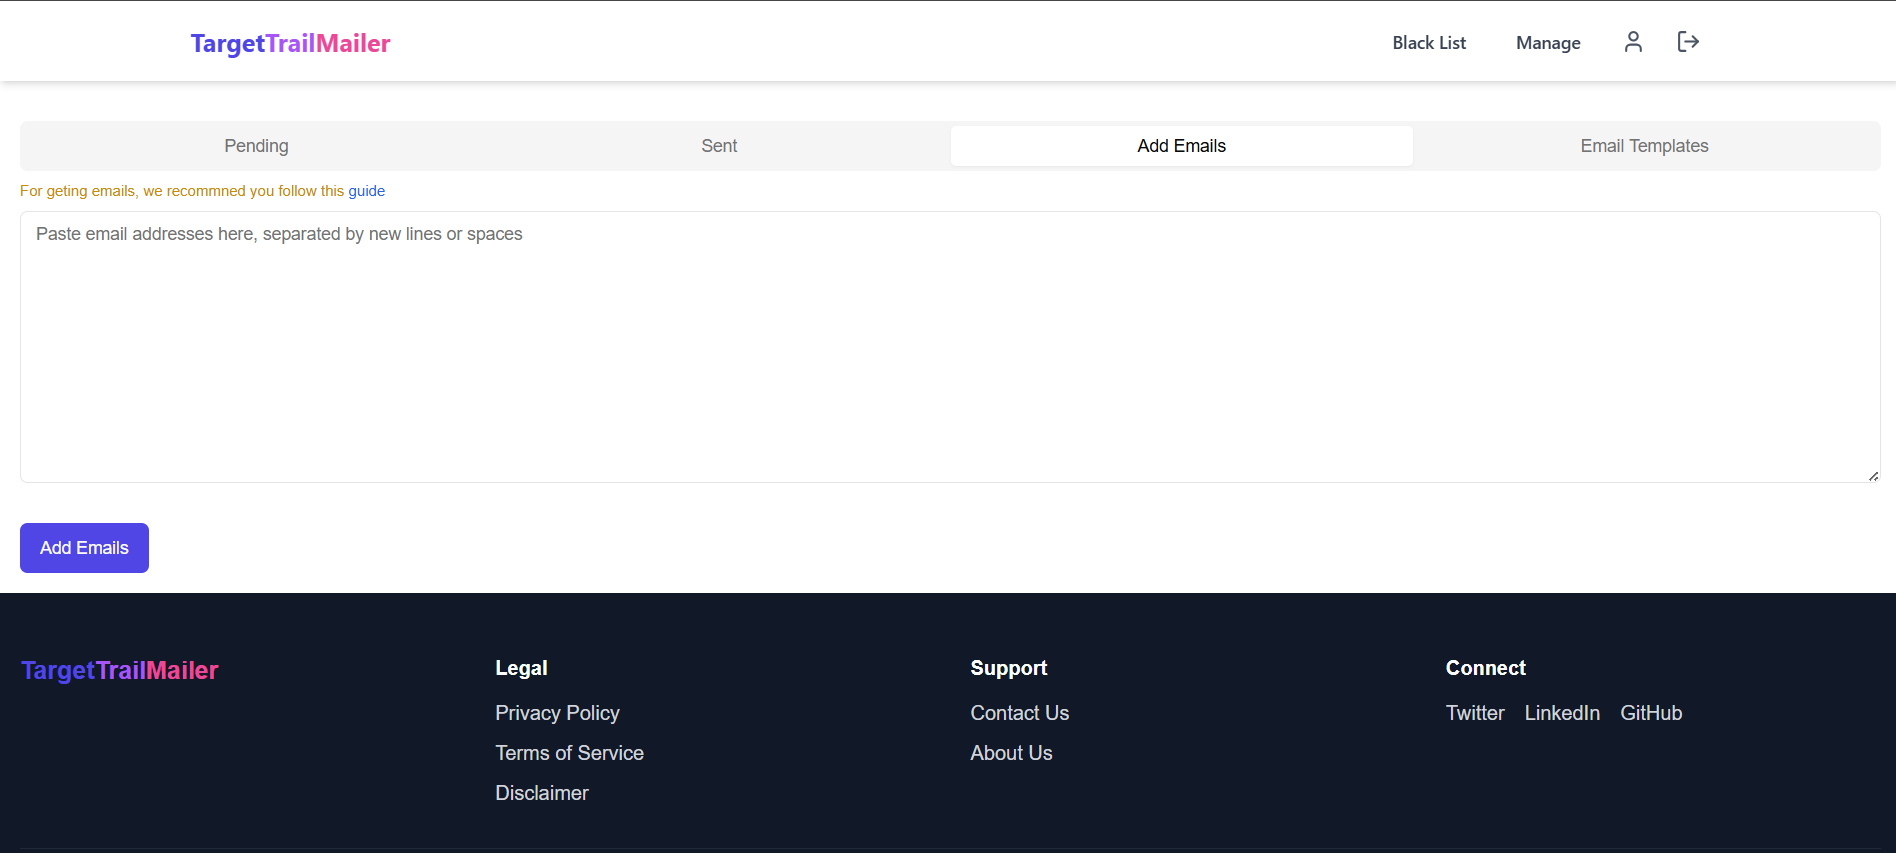 TargetTrailMailer Black List Manage
Pending Sent Add Emails Email Templates
For geting emails, we recommned you follow this guide
Paste email addresses here, separated by new lines or spaces
Add Emails
TargetTrailMailer
Legal
Privacy Policy
Terms of Service
Disclaimer
Support
Contact Us
About Us
Connect
Twitter LinkedIn GitHub